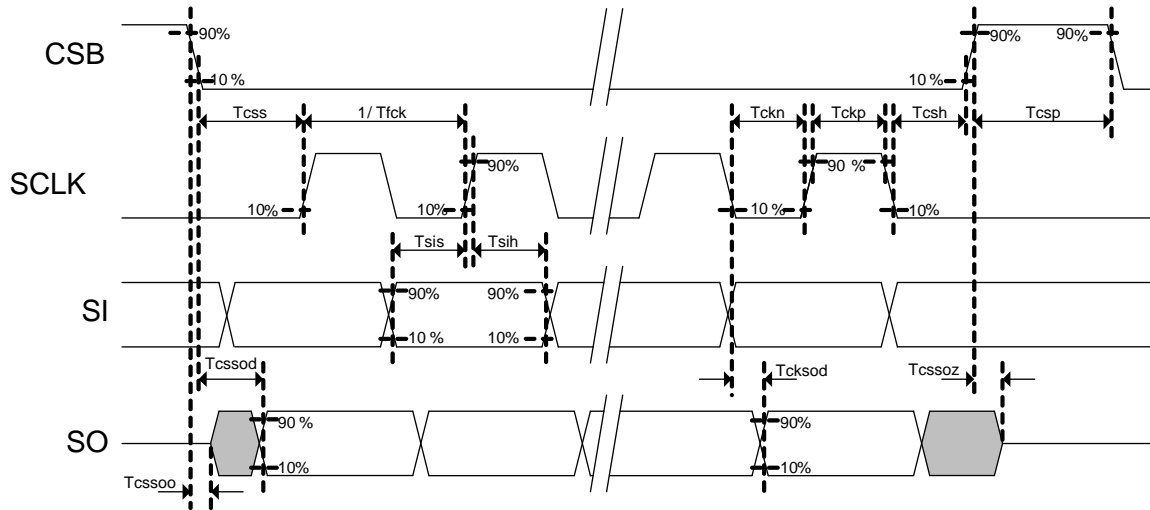 CSB
90%
10 %
10 %
90%
90%
Tcss
1/ Tfck
Tckn
Tckp
Tcsh
Tcsp
SCLK
10%
10%
90%
10 %
90 %
10%
Tsis
Tsih
SI
90%
10 %
90%
10%
Tcssod
Tcksod
Tcssoz
SO
90 %
10%
90%
10%
Tcssoo